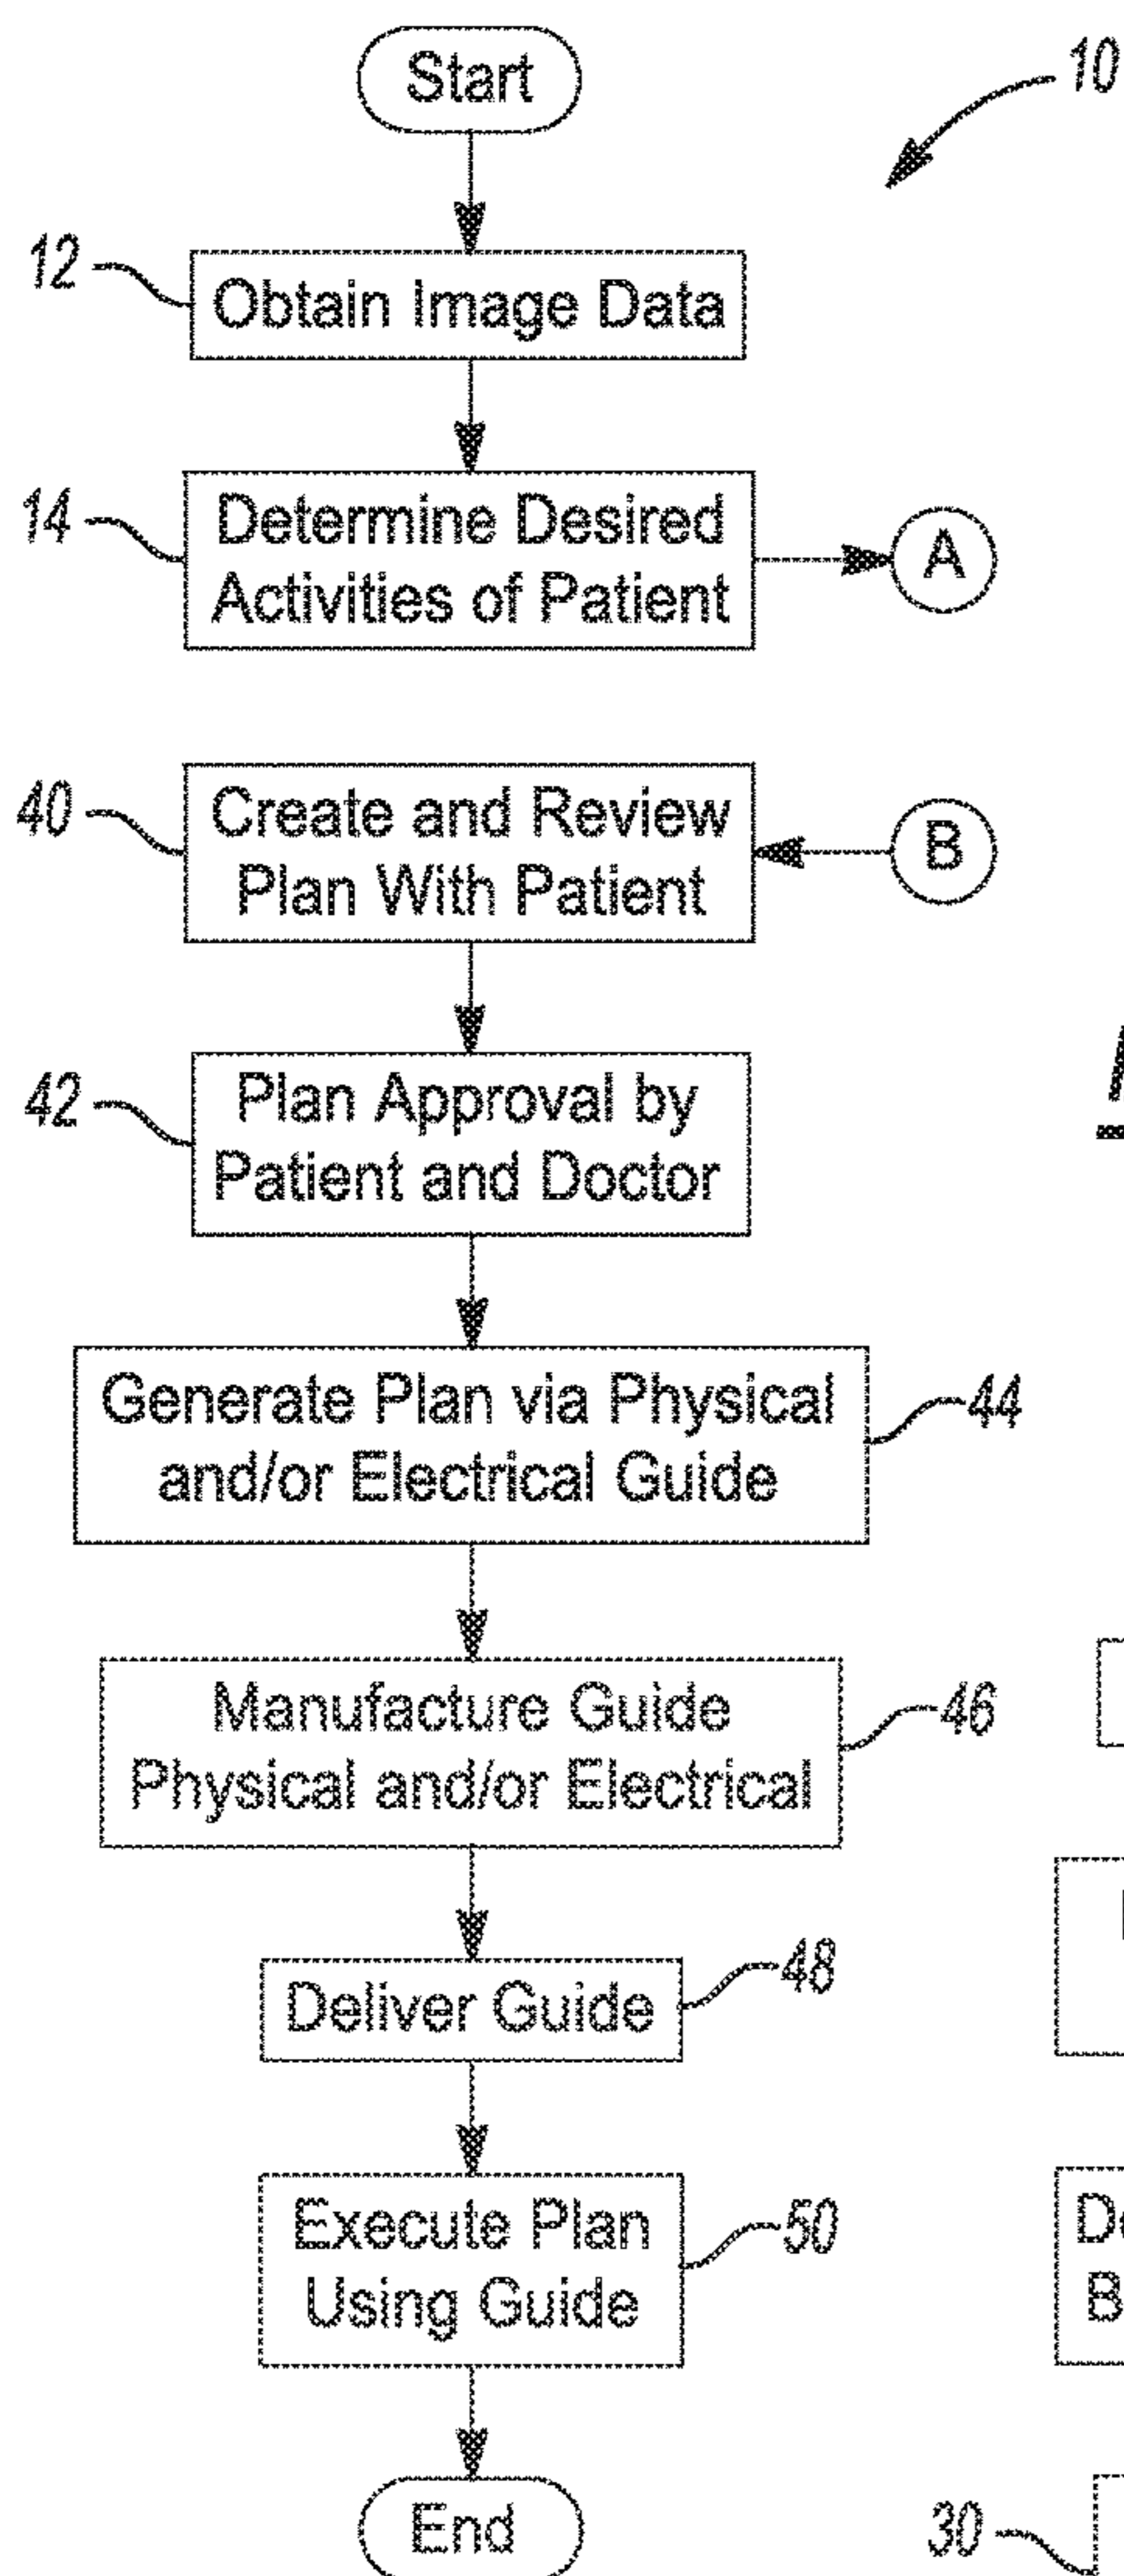 Start
10
12
Obtain Image Data
14
Determine Desired
Activities of Patient
A
40
Create and Review
Plan With Patient
B
42
Plan Approval by
Patient and Doctor
Generate Plan via Physical
and/or Electrical Guide
44
Manufacture Guide
Physical and/or Electrical
46
Deliver Guide
48
Execute Plan
Using Guide
50
End
30